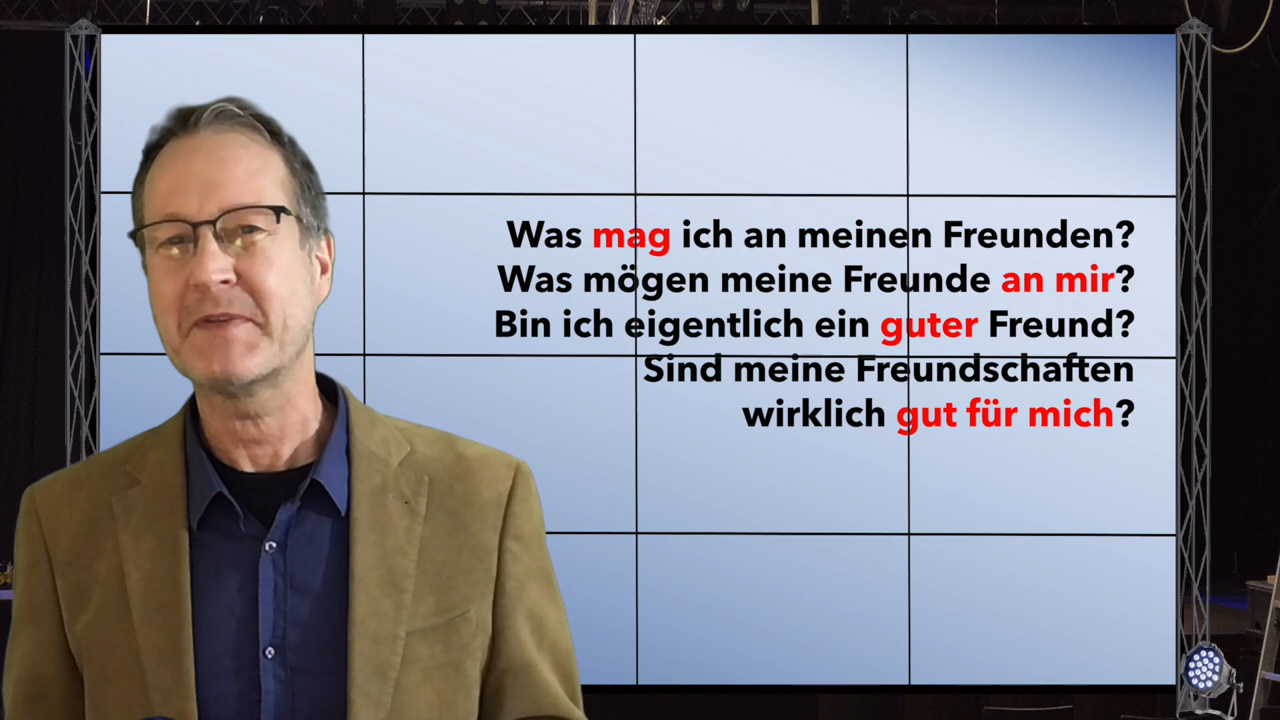 Was mag ich an meinen Freunden?
Was mögen meine Freunde an mir?
Bin ich eigentlich ein guter Freund?
Sind meine Freundschaften
wirklich gut für mich?